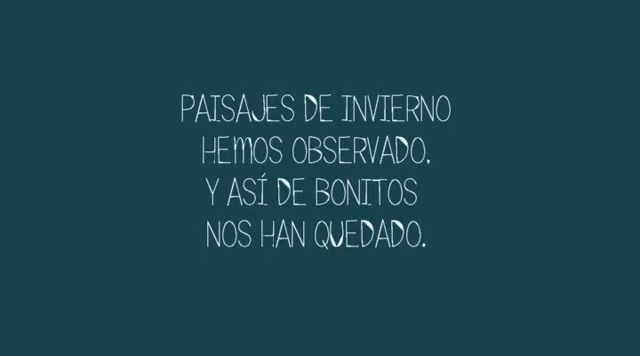 PAISAJES DE INVIERNO
HEMOS OBSERVADO,
Y ASÍ DE BONITOS
NOS HAN QUEDADO.